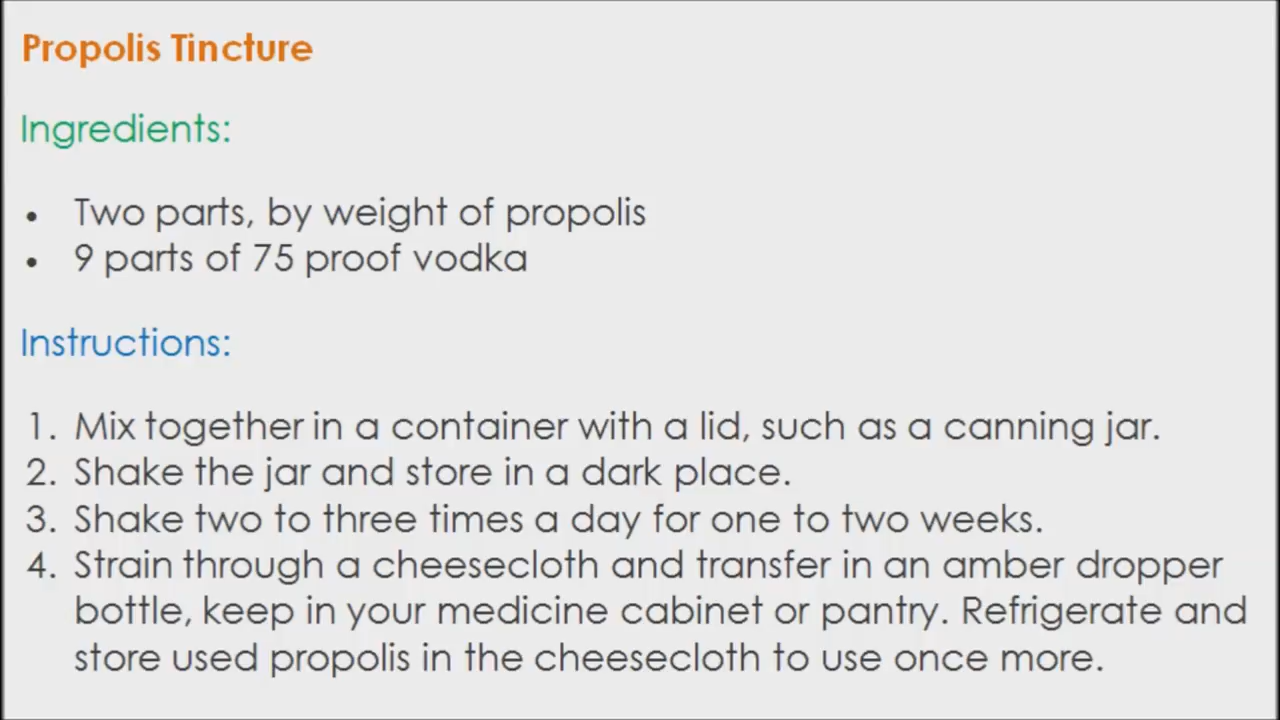 Propolis Tincture
Ingredients:
• Two parts, by weight of propolis
• 9 parts of 75 proof vodka
Instructions:
1. Mix together in a container with a lid, such as a canning jar.
2. Shake the jar and store in a dark place.
3. Shake two to three times a day for one to two weeks.
4. Strain through a cheesecloth and transfer in an amber dropper
bottle, keep in your medicine cabinet or pantry. Refrigerate and
store used propolis in the cheesecloth to use once more.